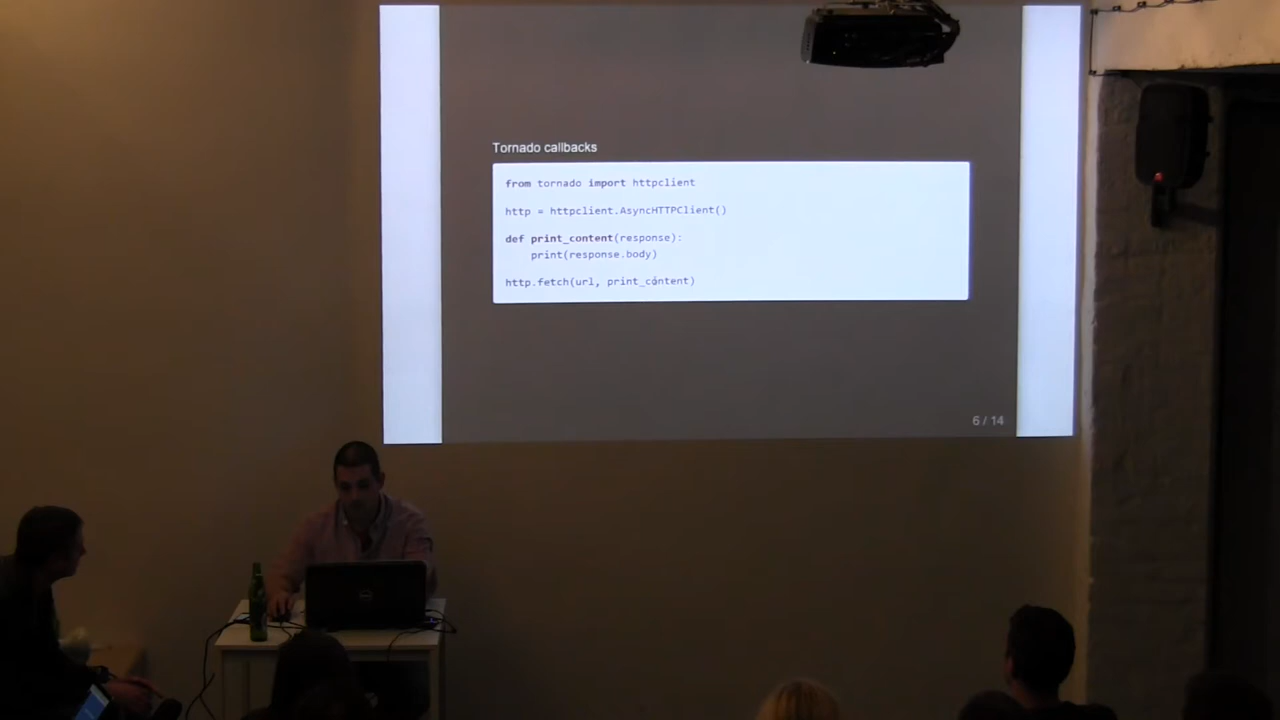 Tornado callbacks
from tornado import httpclient
http = httpclient.AsyncHTTPClient()
def print_content(response):
print(response.body)
http.fetch(url, print_content)
6 / 14